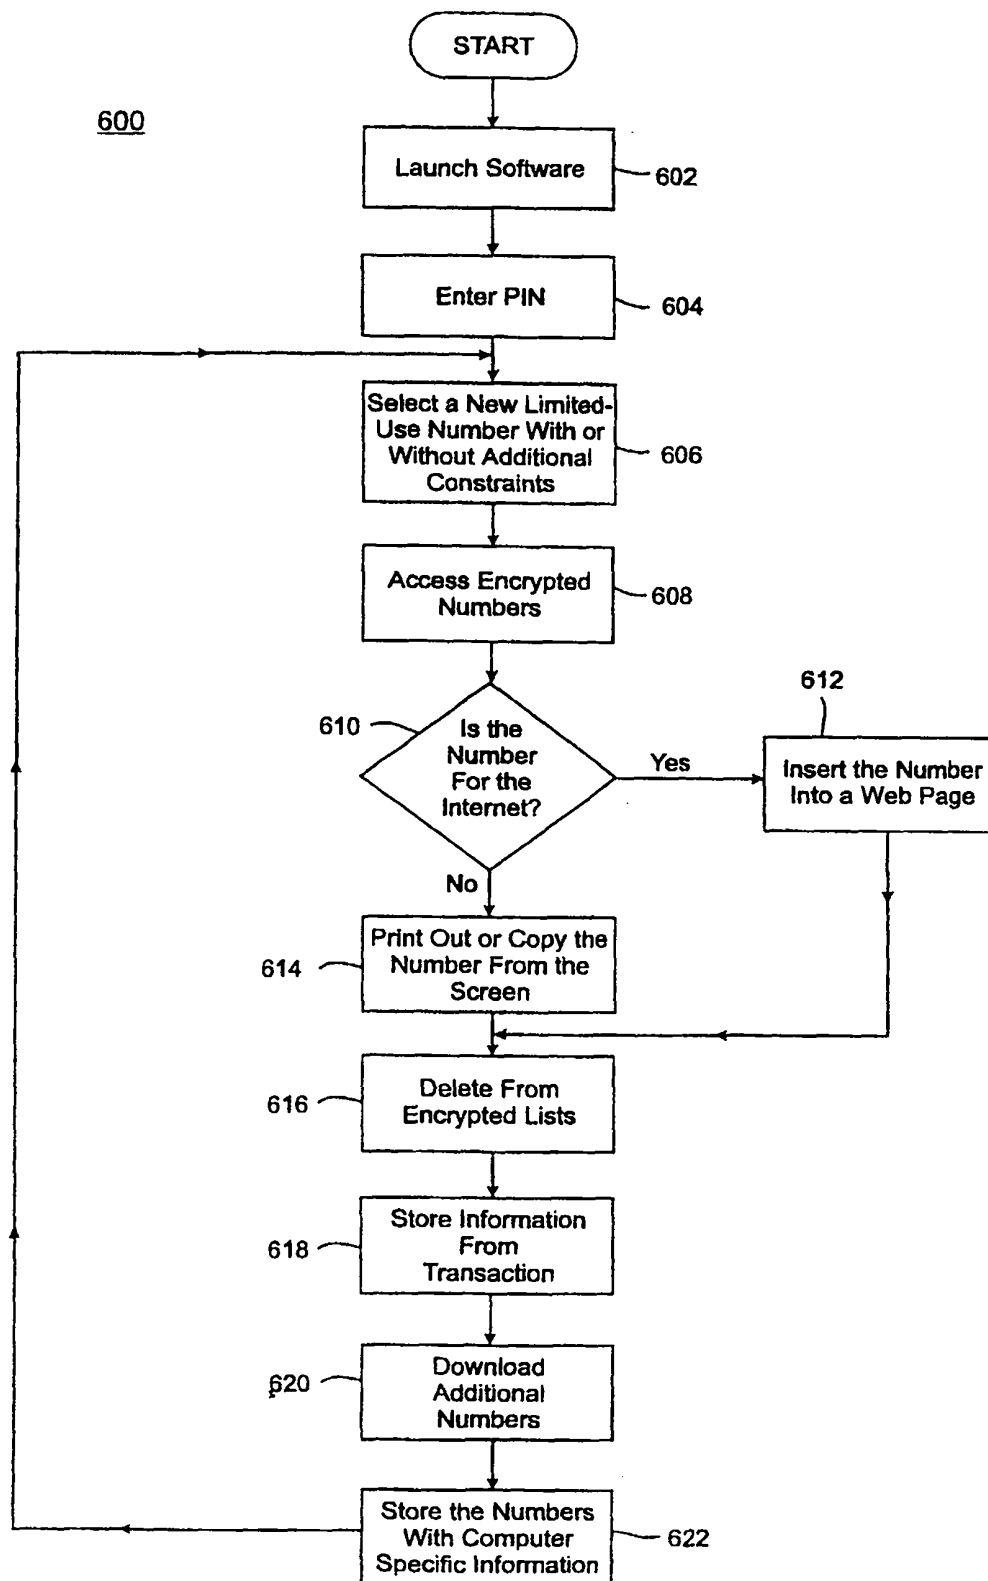 START
600
Launch Software
602
Enter PIN
604
Select a New Limited-
Use Number With or
Without Additional
Constraints
606
Access Encrypted
Numbers
608
610
Is the
Number
For the
Internet?
Yes
612
Insert the Number
Into a Web Page
No
Print Out or Copy the
Number From the
Screen
614
Delete From
Encrypted Lists
616
Store Information
From
Transaction
618
Download
Additional
Numbers
620
Store the Numbers
With Computer
Specific Information
622